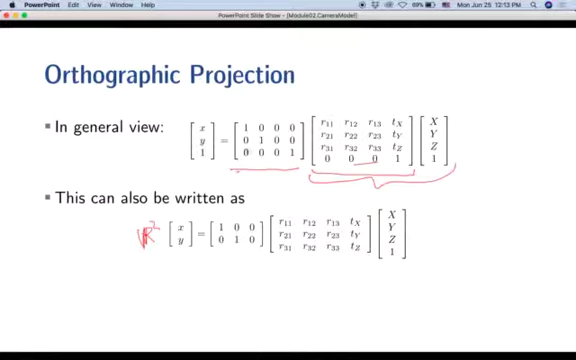 PowerPoint Edit View Window Help 69% Mon Jun 25 12:13 PM
PowerPoint Slide Show - [Module02.CameraModel]
Orthographic Projection
▪ In general view: [x y 1] = [1 0 0 0; 0 1 0 0; 0 0 0 1] [r11 r12 r13 tX; r21 r22 r23 tY; r31 r32 r33 tZ; 0 0 0 1] [X Y Z 1]
▪ This can also be written as
ℝ² [x y] = [1 0 0; 0 1 0] [r11 r12 r13 tX; r21 r22 r23 tY; r31 r32 r33 tZ] [X Y Z 1]